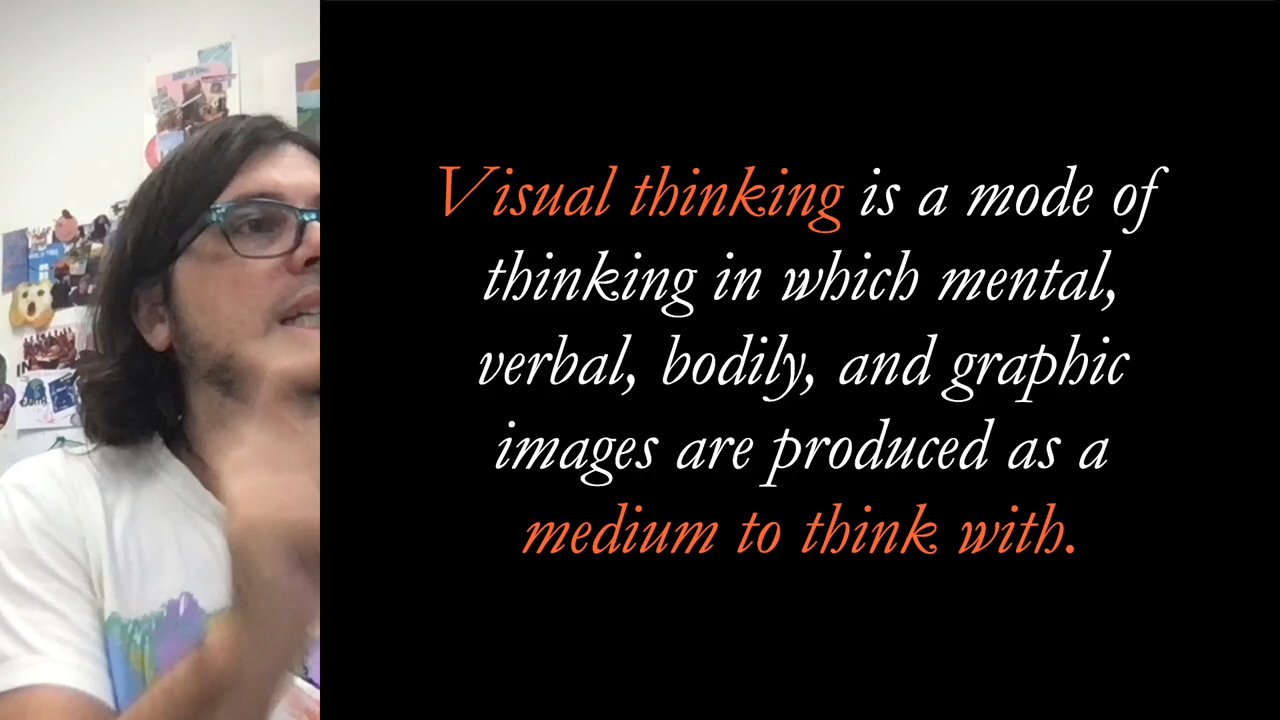 Visual thinking is a mode of
thinking in which mental,
verbal, bodily, and graphic
images are produced as a
medium to think with.